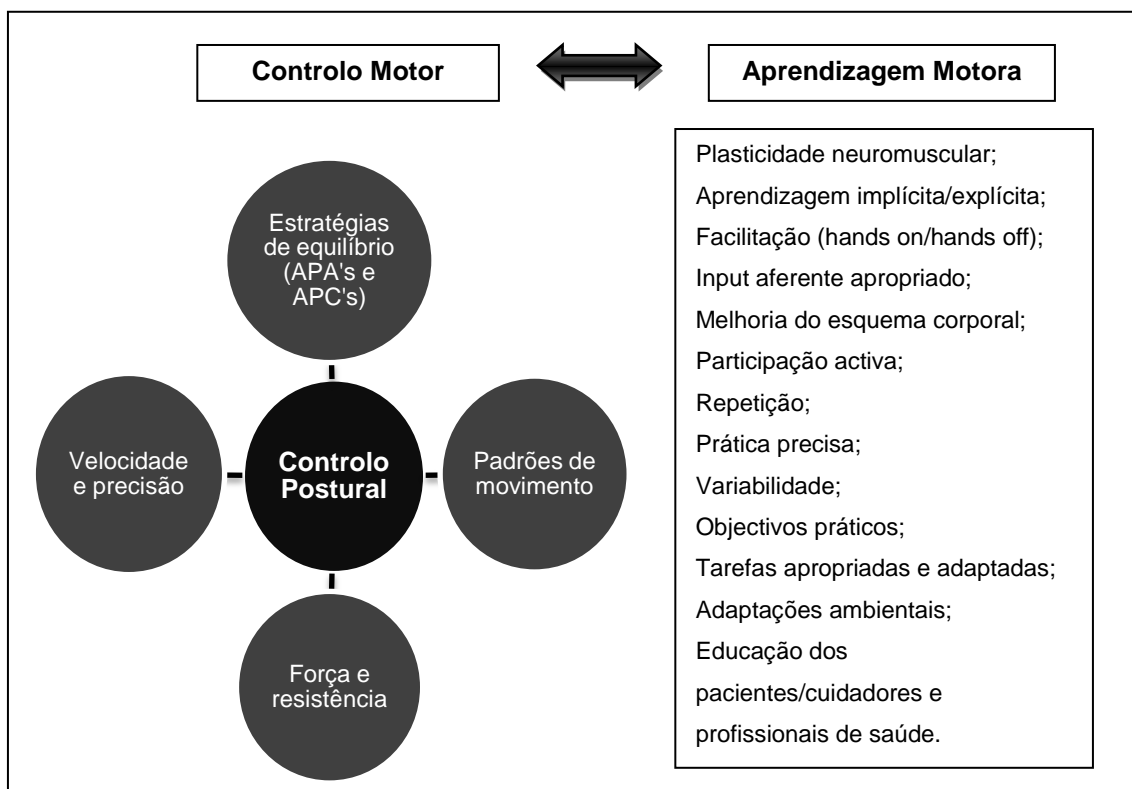 Controlo Motor
Aprendizagem Motora
Estratégias
de equilíbrio
(APA's e
APC's)
Velocidade
e precisão
Controlo
Postural
Padrões de
movimento
Força e
resistência
Plasticidade neuromuscular;
Aprendizagem implícita/explícita;
Facilitação (hands on/hands off);
Input aferente apropriado;
Melhoria do esquema corporal;
Participação activa;
Repetição;
Prática precisa;
Variabilidade;
Objectivos práticos;
Tarefas apropriadas e adaptadas;
Adaptações ambientais;
Educação dos
pacientes/cuidadores e
profissionais de saúde.